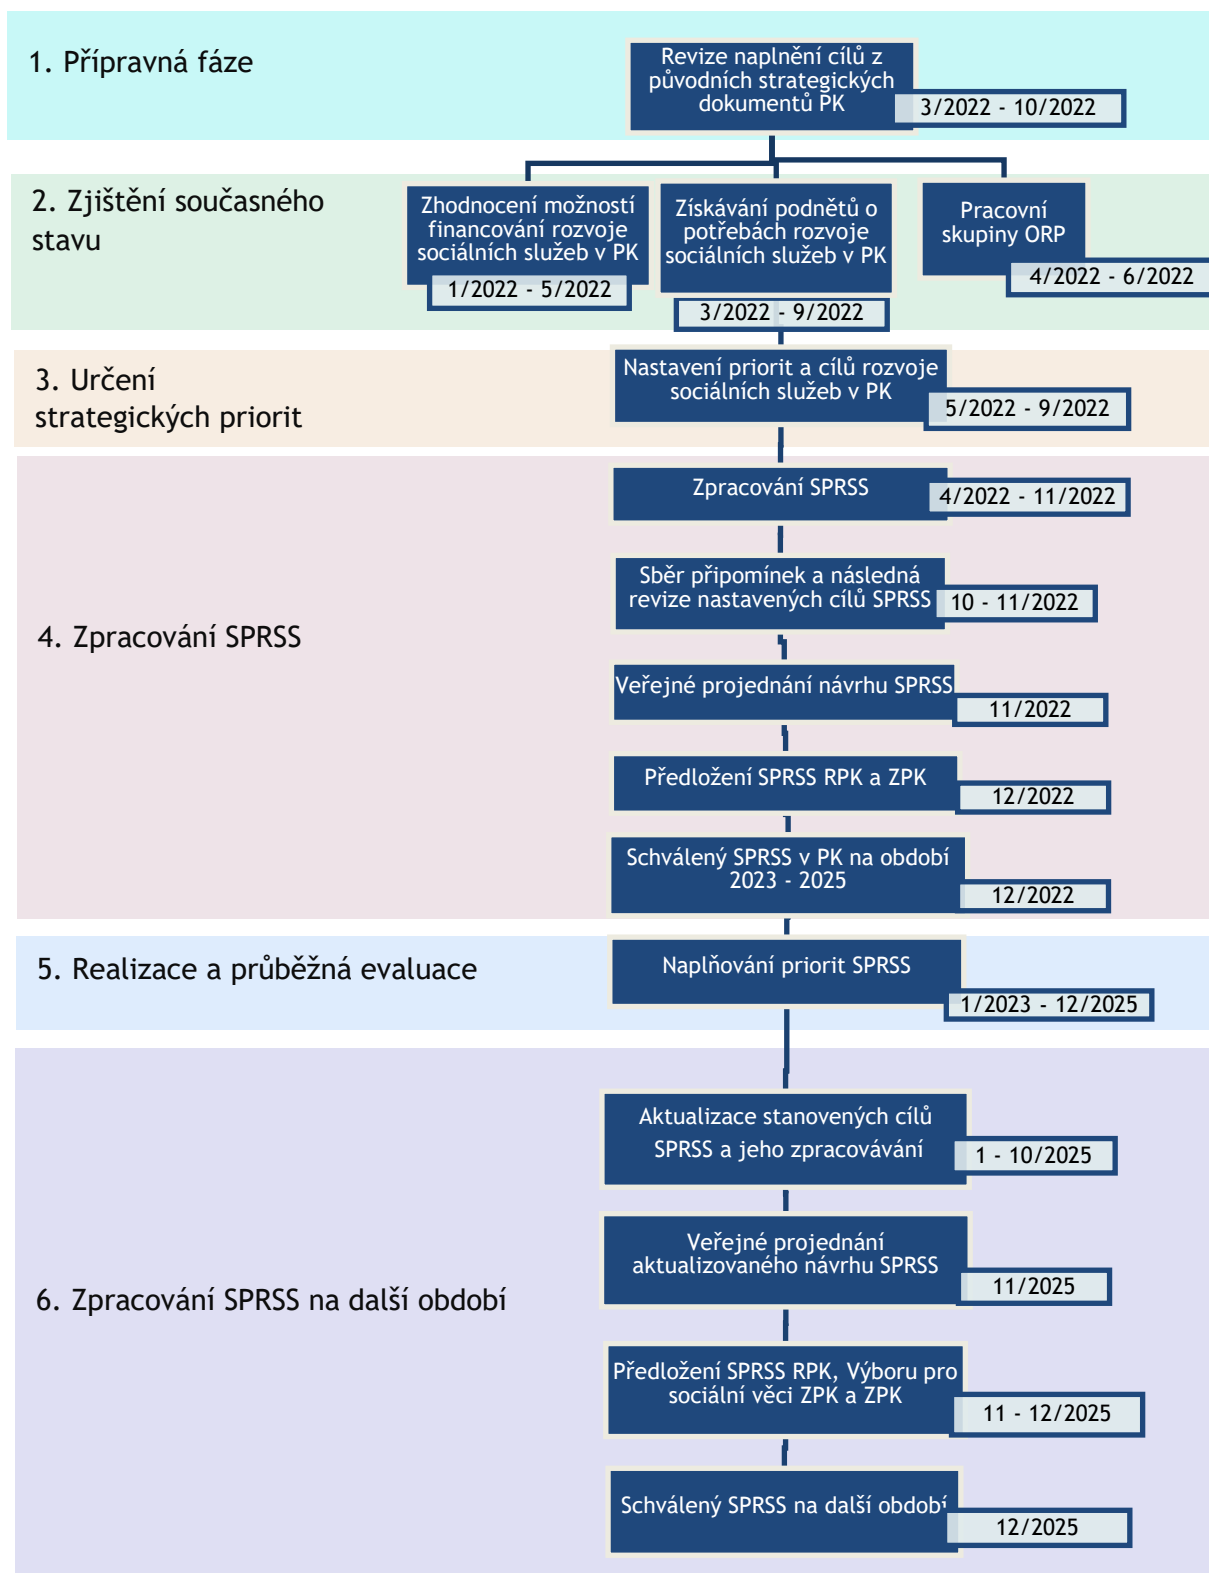 1. Přípravná fáze
Revize naplnění cílů z
původních strategických
dokumentů PK
3/2022 - 10/2022
2. Zjištění současného
stavu
Zhodnocení možností
financování rozvoje
sociálních služeb v PK
1/2022 - 5/2022
Získávání podnětů o
potřebách rozvoje
sociálních služeb v PK
3/2022 - 9/2022
Pracovní
skupiny ORP
4/2022 - 6/2022
3. Určení
strategických priorit
Nastavení priorit a cílů rozvoje
sociálních služeb v PK
5/2022 - 9/2022
4. Zpracování SPRSS
Zpracování SPRSS
4/2022 - 11/2022
Sběr připomínek a následná
revize nastavených cílů SPRSS
10 - 11/2022
Veřejné projednání návrhu SPRSS
11/2022
Předložení SPRSS RPK a ZPK
12/2022
Schválený SPRSS v PK na období
2023 - 2025
12/2022
5. Realizace a průběžná evaluace
Naplňování priorit SPRSS
1/2023 - 12/2025
6. Zpracování SPRSS na další období
Aktualizace stanovených cílů
SPRSS a jeho zpracovávání
1 - 10/2025
Veřejné projednání
aktualizovaného návrhu SPRSS
11/2025
Předložení SPRSS RPK, Výboru pro
sociální věci ZPK a ZPK
11 - 12/2025
Schválený SPRSS na další období
12/2025